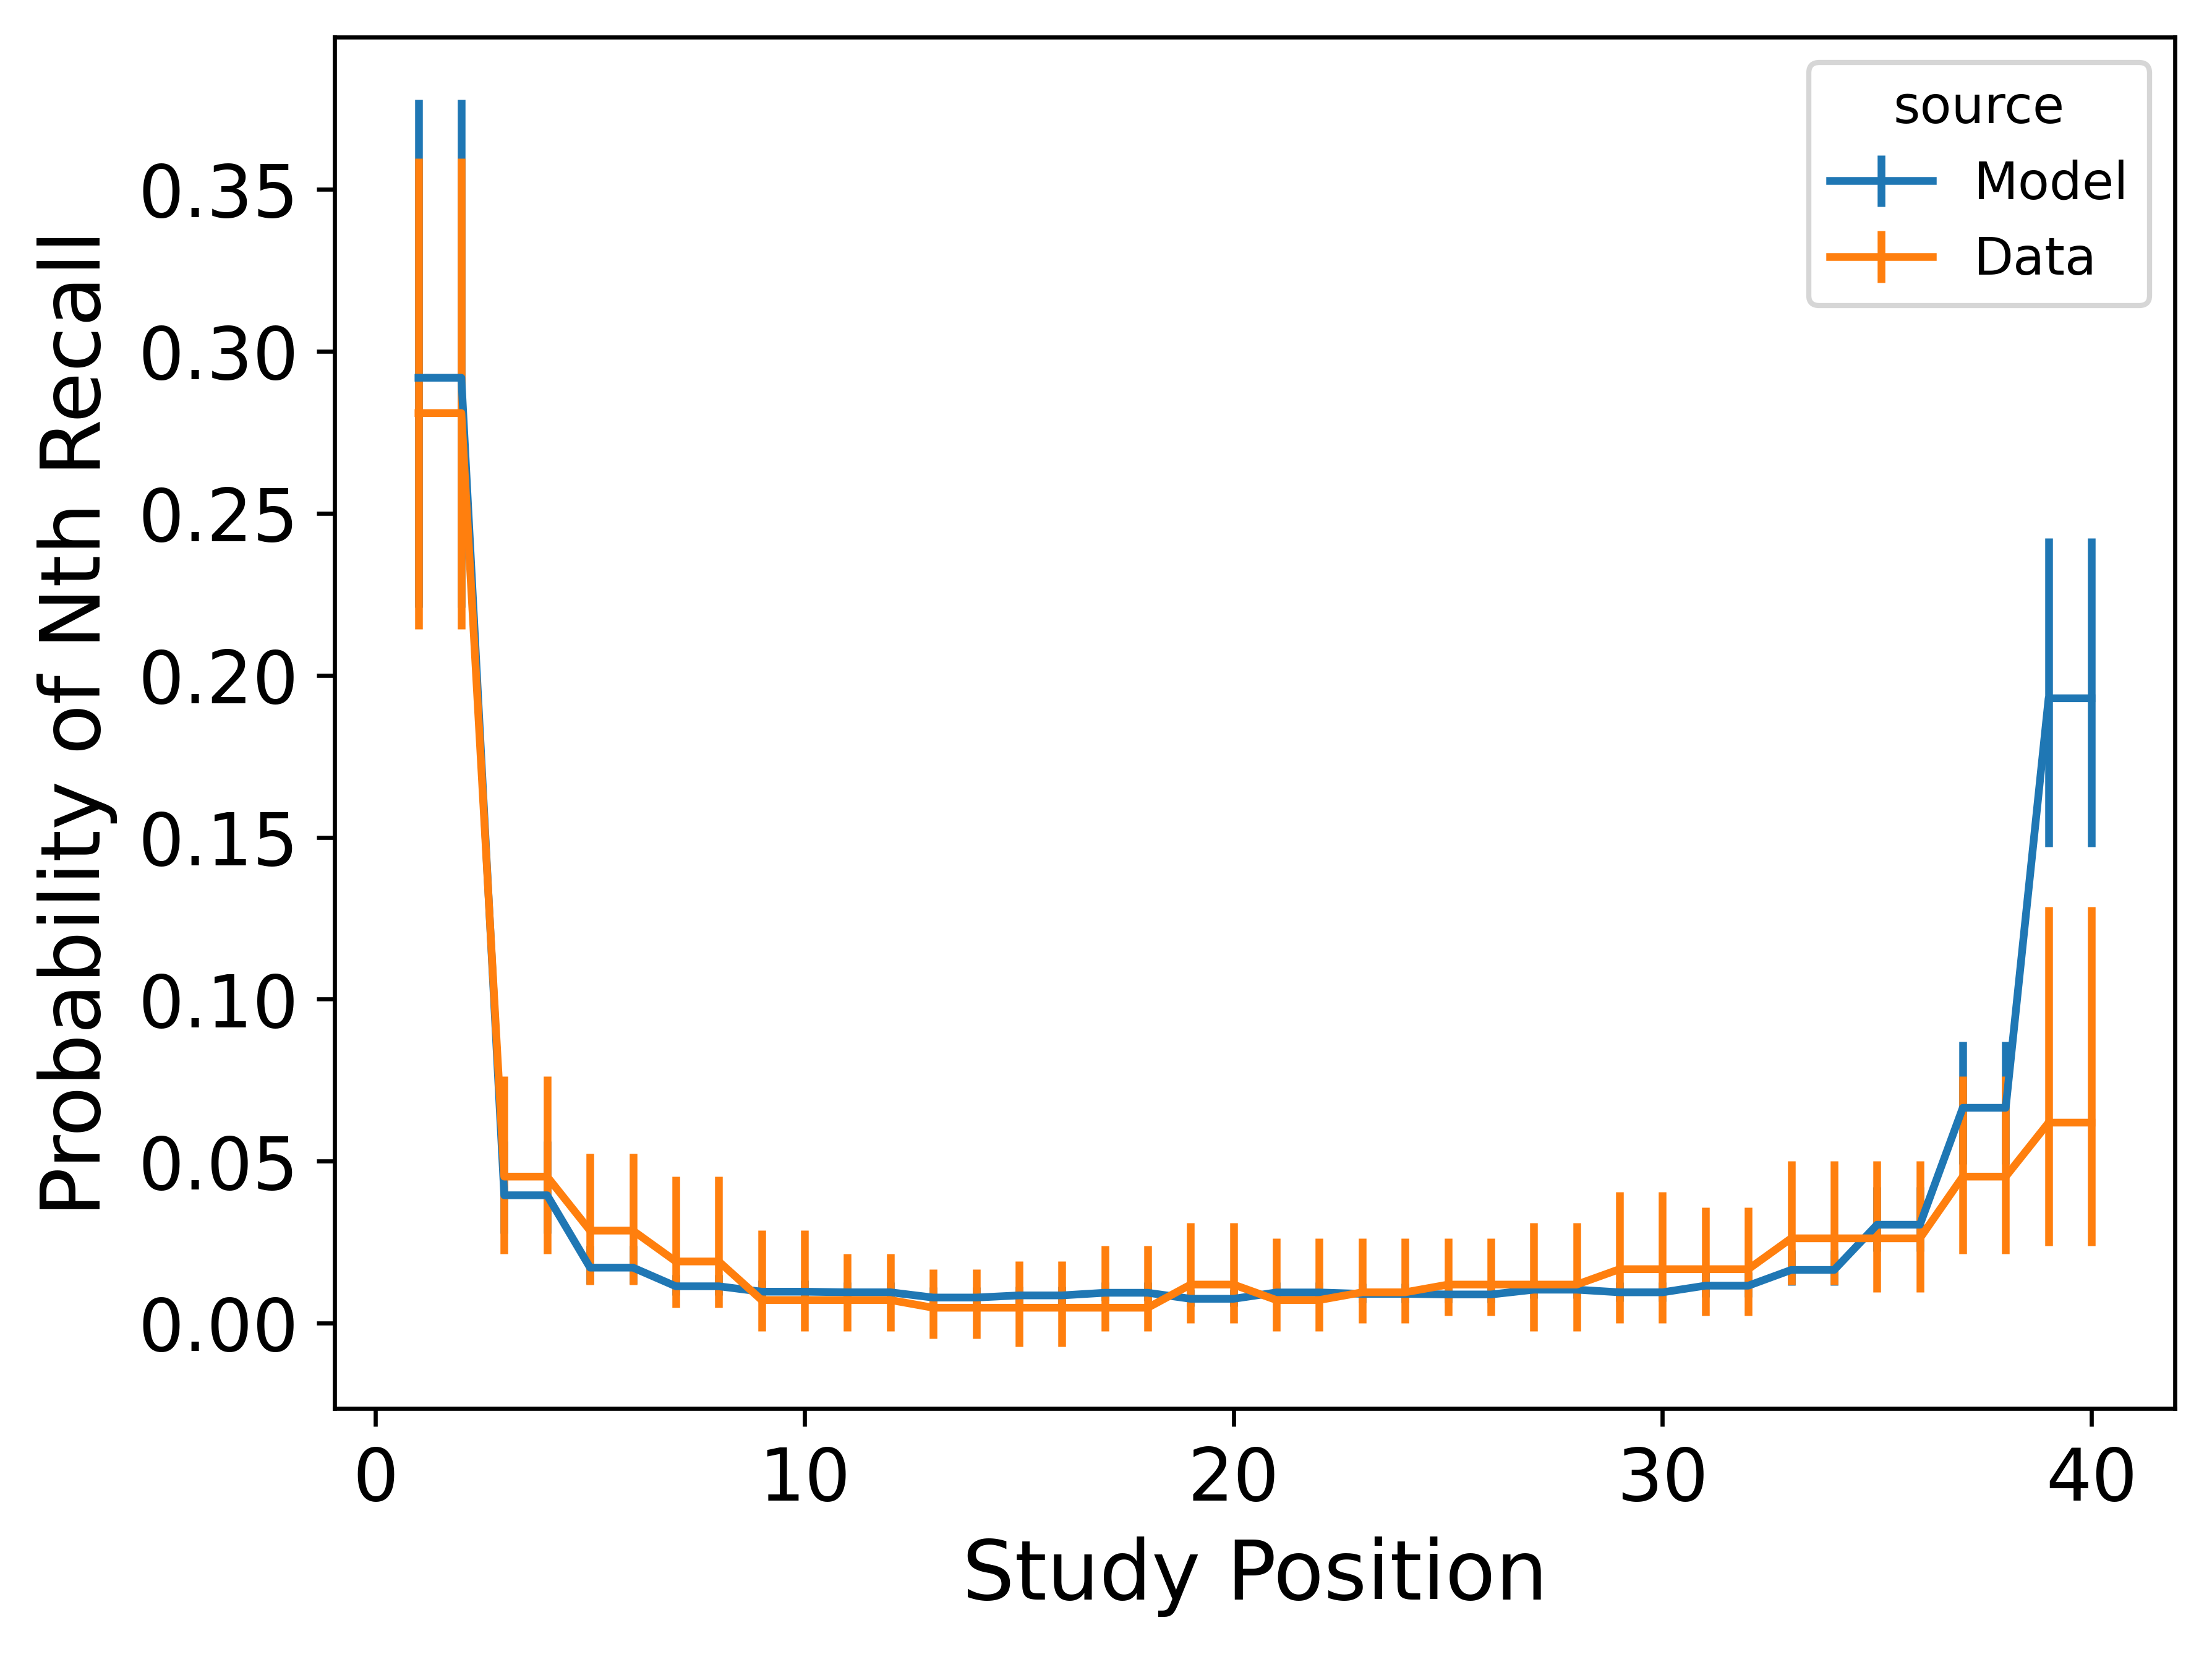 source
Model
Data
Probability of Nth Recall
0.35
0.30
0.25
0.20
0.15
0.10
0.05
0.00
0 10 20 30 40
Study Position